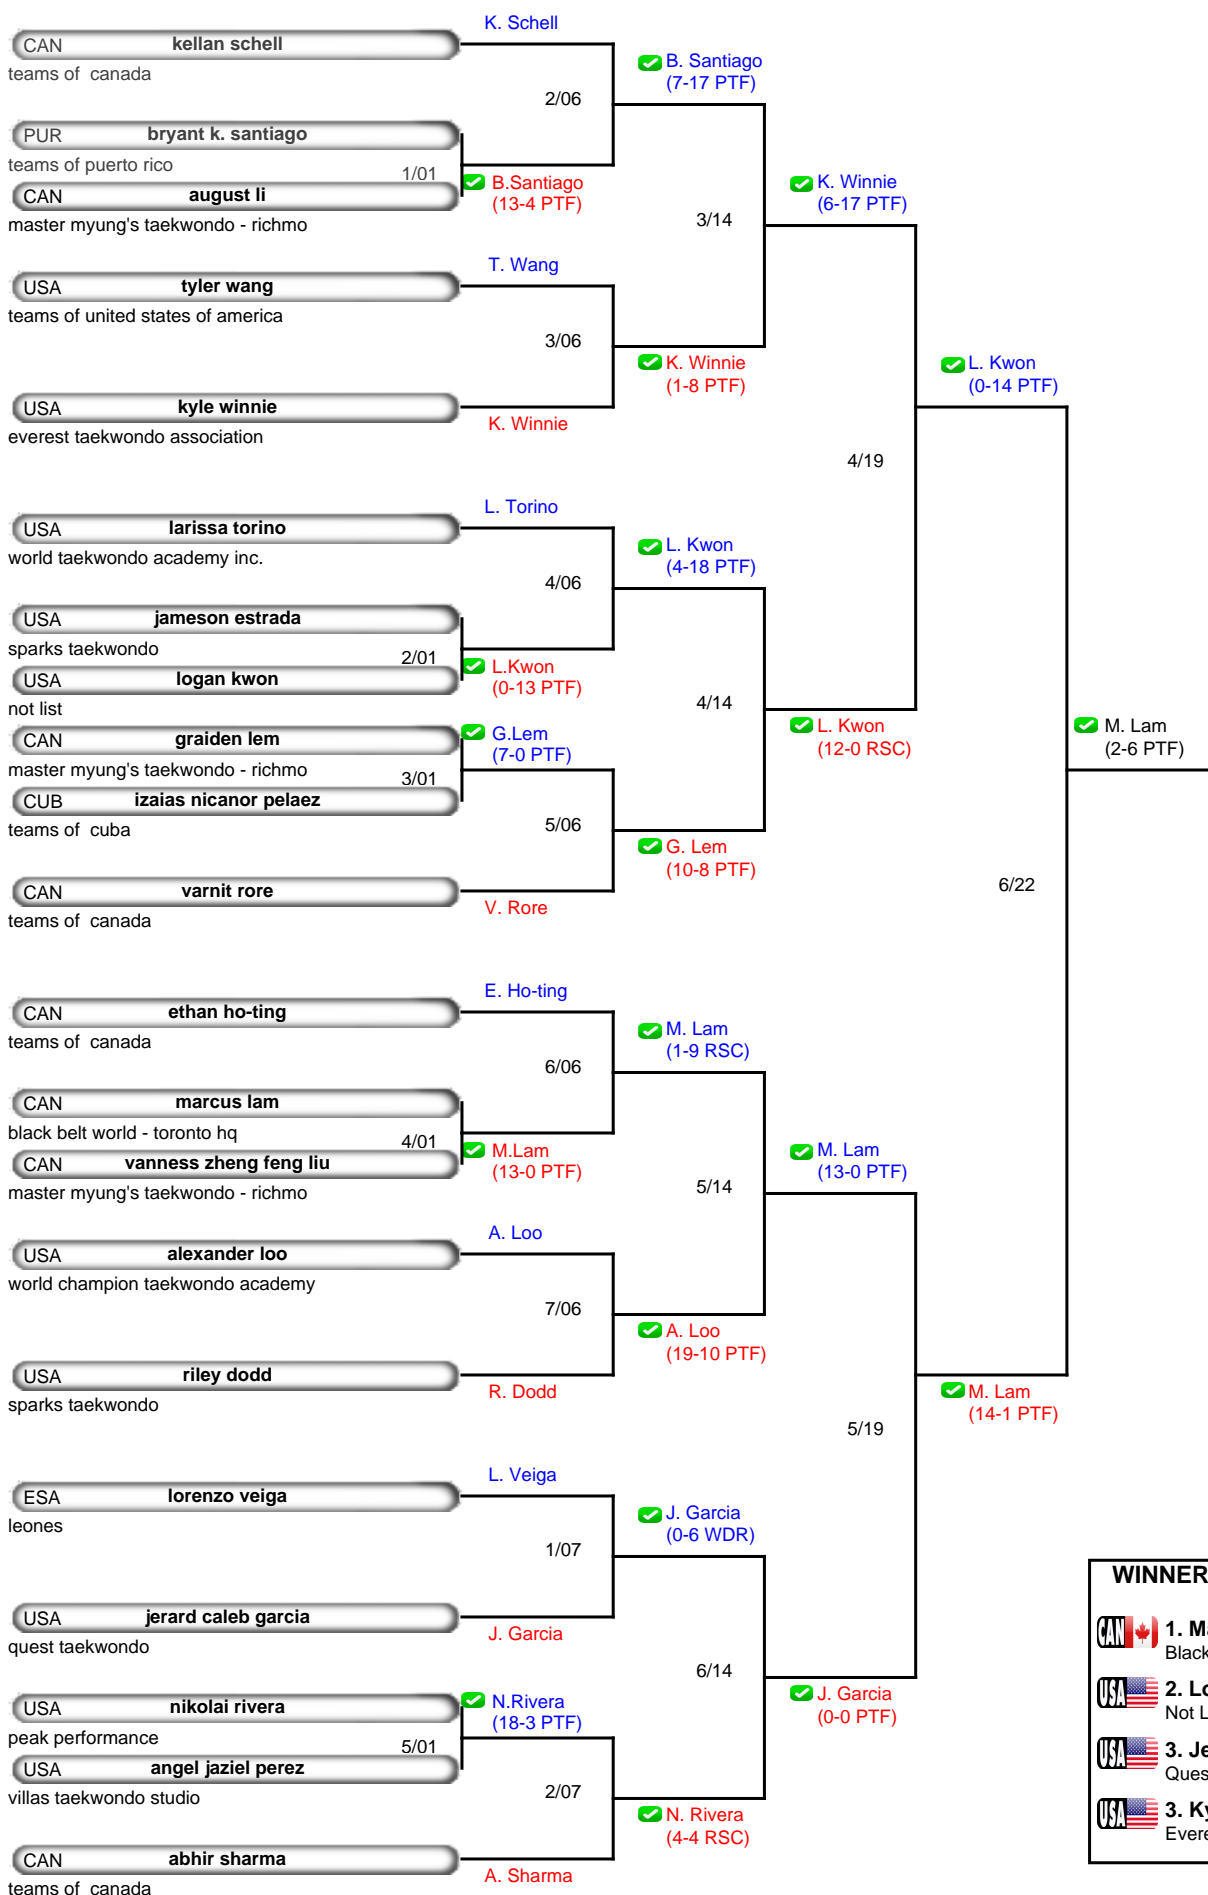 K. Schell
CAN kellan schell
teams of  canada
B. Santiago
(7-17 PTF)
2/06
PUR bryant k. santiago
teams of puerto rico
1/01
B.Santiago
(13-4 PTF)
CAN august li
master myung's taekwondo - richmo
K. Winnie
(6-17 PTF)
3/14
T. Wang
USA tyler wang
teams of united states of america
3/06
K. Winnie
(1-8 PTF)
USA kyle winnie
everest taekwondo association
K. Winnie
L. Kwon
(0-14 PTF)
4/19
L. Torino
USA larissa torino
world taekwondo academy inc.
L. Kwon
(4-18 PTF)
4/06
USA jameson estrada
sparks taekwondo
2/01
L.Kwon
(0-13 PTF)
USA logan kwon
not list
4/14
L. Kwon
(12-0 RSC)
M. Lam
(2-6 PTF)
CAN graiden lem
master myung's taekwondo - richmo
G.Lem
(7-0 PTF)
3/01
CUB izaias nicanor pelaez
teams of  cuba
5/06
G. Lem
(10-8 PTF)
CAN varnit rore
teams of  canada
V. Rore
6/22
E. Ho-ting
CAN ethan ho-ting
teams of  canada
M. Lam
(1-9 RSC)
6/06
CAN marcus lam
black belt world - toronto hq
4/01
M.Lam
(13-0 PTF)
CAN vanness zheng feng liu
master myung's taekwondo - richmo
M. Lam
(13-0 PTF)
5/14
A. Loo
USA alexander loo
world champion taekwondo academy
7/06
A. Loo
(19-10 PTF)
USA riley dodd
sparks taekwondo
R. Dodd
M. Lam
(14-1 PTF)
5/19
L. Veiga
ESA lorenzo veiga
leones
J. Garcia
(0-6 WDR)
1/07
USA jerard caleb garcia
quest taekwondo
J. Garcia
6/14
J. Garcia
(0-0 PTF)
USA nikolai rivera
peak performance
N.Rivera
(18-3 PTF)
5/01
USA angel jaziel perez
villas taekwondo studio
2/07
N. Rivera
(4-4 RSC)
CAN abhir sharma
teams of  canada
A. Sharma
WINNER
CAN 1. Ma
Black
USA 2. Lo
Not L
USA 3. Je
Ques
USA 3. Ky
Evere